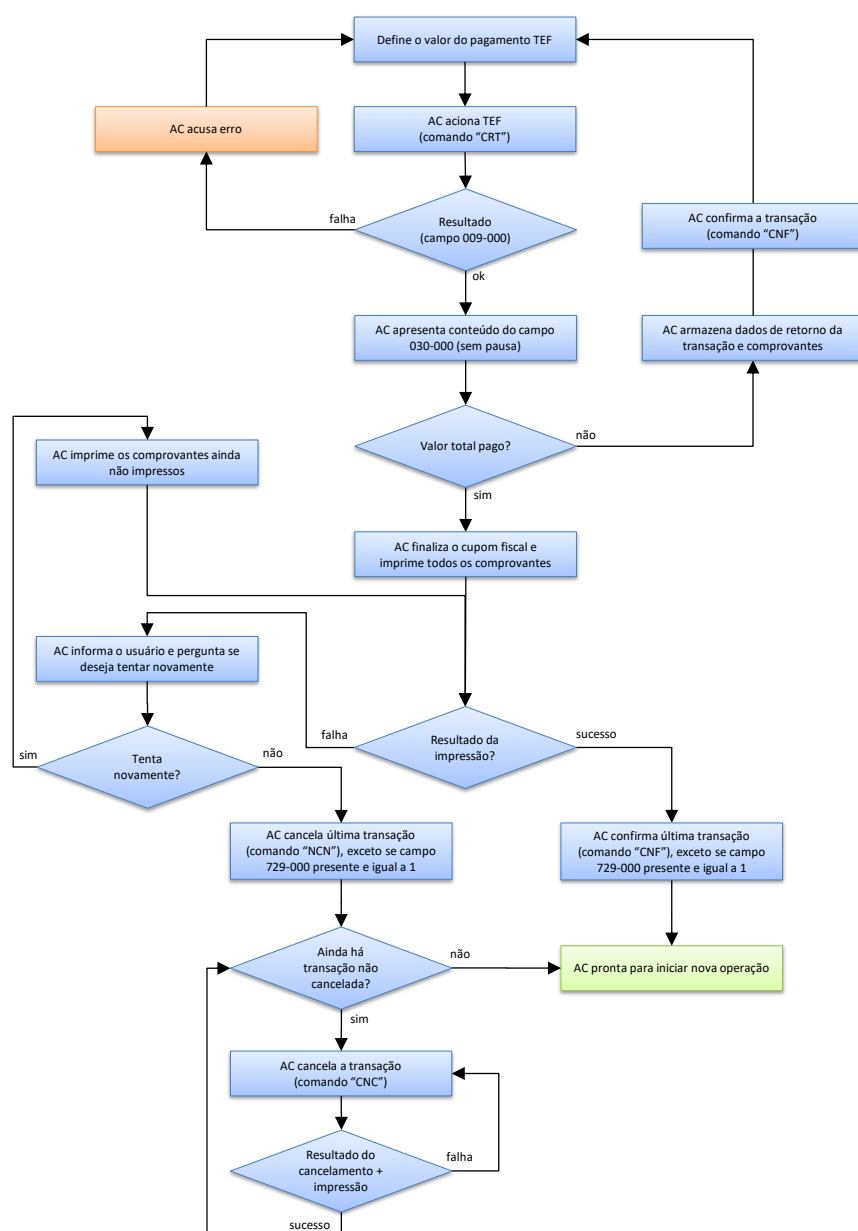 Define o valor do pagamento TEF
AC acusa erro
AC aciona TEF
(comando “CRT”)
falha
Resultado
(campo 009-000)
ok
AC confirma a transação
(comando “CNF”)
AC apresenta conteúdo do campo
030-000 (sem pausa)
AC armazena dados de retorno da
transação e comprovantes
Valor total pago?
não
sim
AC imprime os comprovantes ainda
não impressos
AC finaliza o cupom fiscal e
imprime todos os comprovantes
AC informa o usuário e pergunta se
deseja tentar novamente
falha
Resultado da
impressão?
sucesso
sim
Tenta
novamente?
não
AC cancela última transação
(comando “NCN”), exceto se campo
729-000 presente e igual a 1
AC confirma última transação
(comando “CNF”), exceto se campo
729-000 presente e igual a 1
Ainda há
transação não
cancelada?
não
AC pronta para iniciar nova operação
sim
AC cancela a transação
(comando “CNC”)
Resultado do
cancelamento +
impressão
falha
sucesso